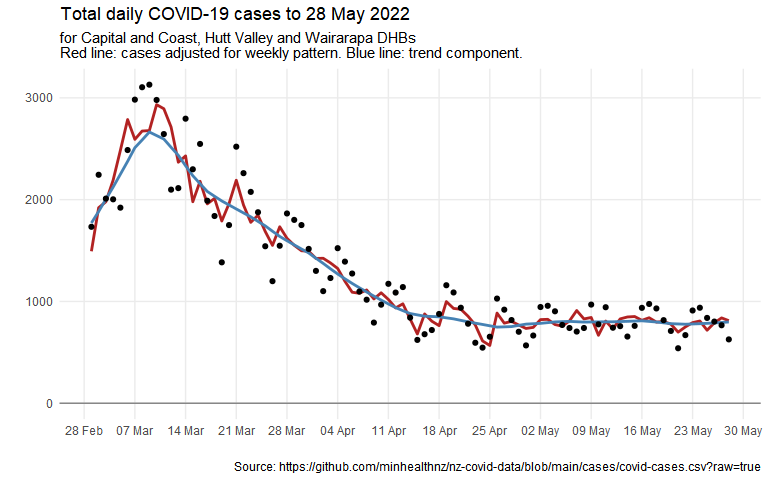 Total daily COVID-19 cases to 28 May 2022
for Capital and Coast, Hutt Valley and Wairarapa DHBs
Red line: cases adjusted for weekly pattern. Blue line: trend component.
3000
2000
1000
0
28 Feb 07 Mar 14 Mar 21 Mar 28 Mar 04 Apr 11 Apr 18 Apr 25 Apr 02 May 09 May 16 May 23 May 30 May
Source: https://github.com/minhealthnz/nz-covid-data/blob/main/cases/covid-cases.csv?raw=true